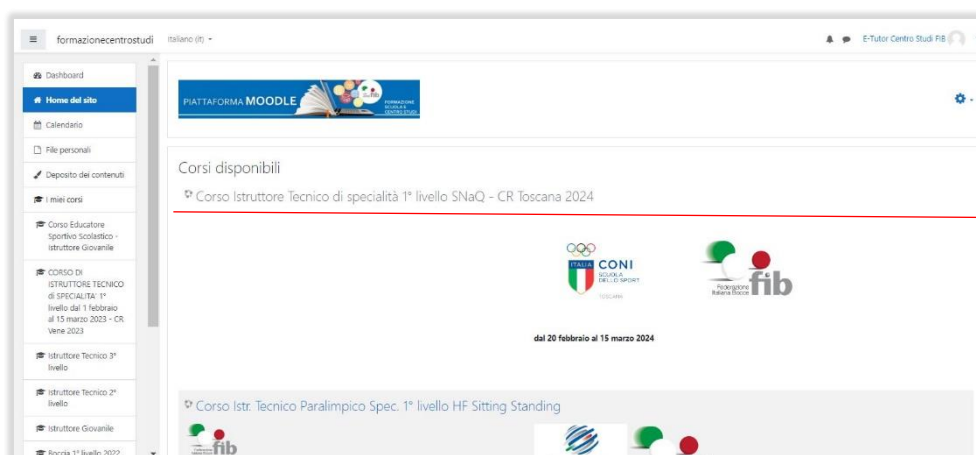 formazionecentrostudi
Italiano (it)
E-Tutor Centro Studi FIB
Dashboard
Home del sito
Calendario
File personali
Deposito dei contenuti
I miei corsi
Corso Educatore
Sportivo Scolastico -
Istruttore Giovanile
CORSO DI
ISTRUTTORE TECNICO
di SPECIALITA' 1°
livello dal 1 febbraio
al 15 marzo 2023 - CR
Vene 2023
Istruttore Tecnico 3°
livello
Istruttore Tecnico 2°
livello
Istruttore Giovanile
Boccia 1° livello 2022
PIATTAFORMA MOODLE
fib
FORMAZIONE
SCUOLA E
CENTRO STUDI
Corsi disponibili
Corso Istruttore Tecnico di specialità 1° livello SNaQ - CR Toscana 2024
ITALIA
CONI
SCUOLA
DELLO SPORT
TOSCANA
Federazione
Italiana Bocce
fib
dal 20 febbraio al 15 marzo 2024
Corso Istr. Tecnico Paralimpico Spec. 1° livello HF Sitting Standing
fib